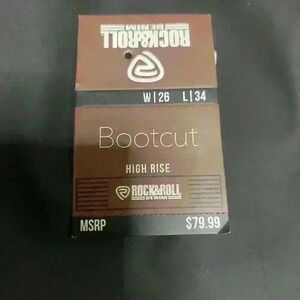 ROCK&ROLL
DENIM
W|26 L|34
Bootcut
HIGH RISE
ROCK&ROLL
DENIM
MSRP $79.99